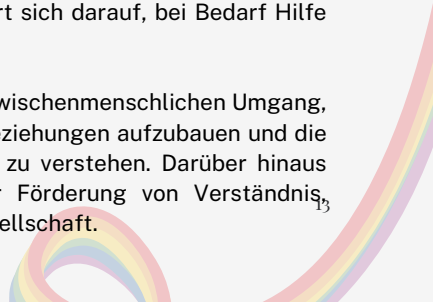 rt sich darauf, bei Bedarf Hilfe
wischenmenschlichen Umgang,
eziehungen aufzubauen und die
zu verstehen. Darüber hinaus
r Förderung von Verständnis,
ellschaft.
13